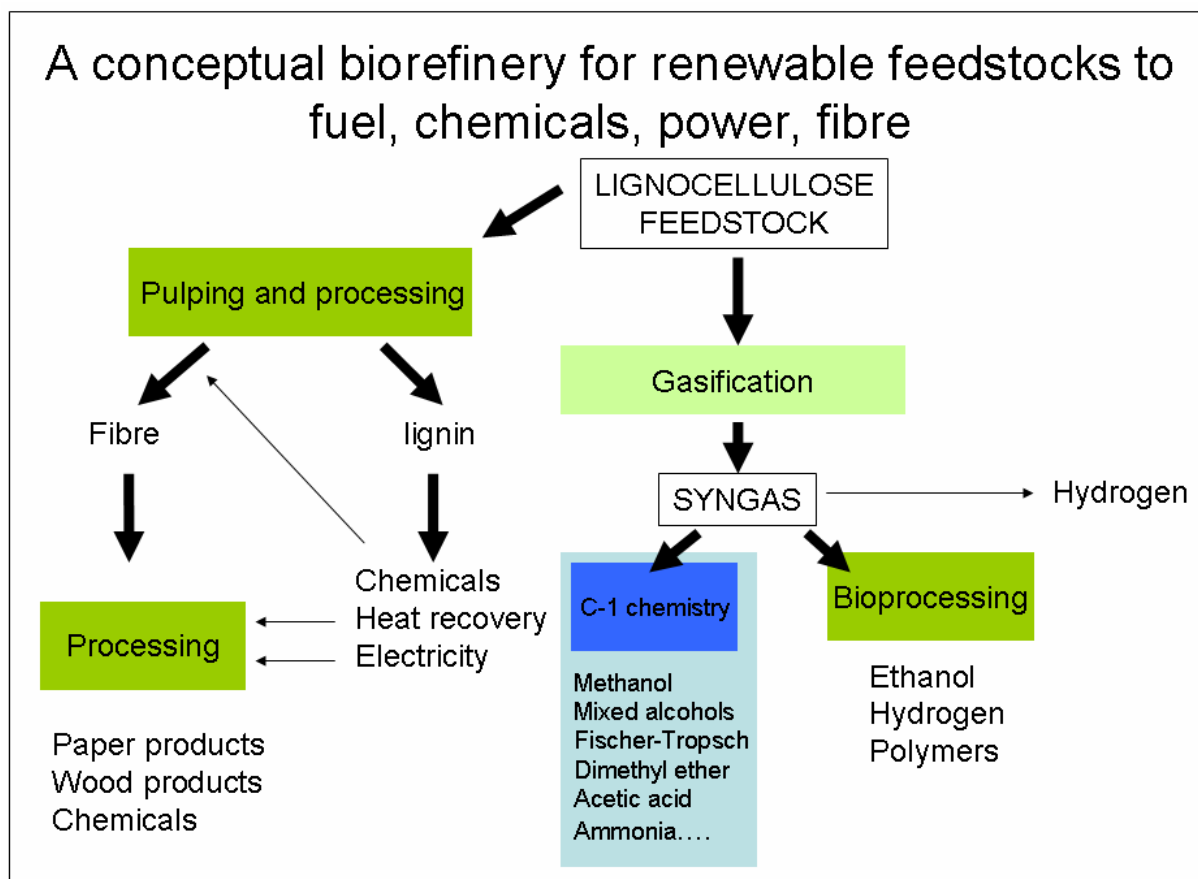 A conceptual biorefinery for renewable feedstocks to
fuel, chemicals, power, fibre
LIGNOCELLULOSE
FEEDSTOCK
Pulping and processing
Gasification
Fibre
lignin
SYNGAS
Hydrogen
Chemicals
Heat recovery
Electricity
Processing
C-1 chemistry
Bioprocessing
Methanol
Mixed alcohols
Fischer-Tropsch
Dimethyl ether
Acetic acid
Ammonia....
Ethanol
Hydrogen
Polymers
Paper products
Wood products
Chemicals